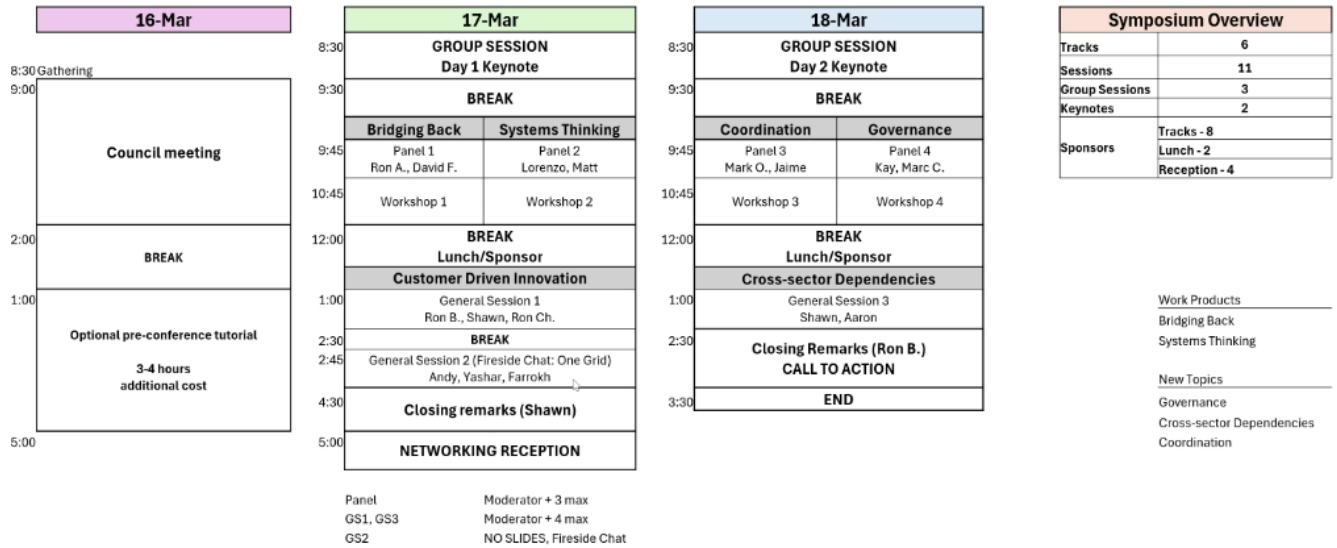 16-Mar
8:30 Gathering
9:00
Council meeting
2:00
BREAK
1:00
Optional pre-conference tutorial
3-4 hours
additional cost
5:00
17-Mar
8:30
GROUP SESSION
Day 1 Keynote
9:30
BREAK
Bridging Back
Systems Thinking
9:45
Panel 1
Ron A., David F.
Panel 2
Lorenzo, Matt
10:45
Workshop 1
Workshop 2
12:00
BREAK
Lunch/Sponsor
Customer Driven Innovation
1:00
General Session 1
Ron B., Shawn, Ron Ch.
2:30
BREAK
2:45
General Session 2 (Fireside Chat: One Grid)
Andy, Yashar, Farrokh
4:30
Closing remarks (Shawn)
5:00
NETWORKING RECEPTION
Panel Moderator + 3 max
GS1, GS3 Moderator + 4 max
GS2 NO SLIDES, Fireside Chat
18-Mar
8:30
GROUP SESSION
Day 2 Keynote
9:30
BREAK
Coordination
Governance
9:45
Panel 3
Mark O., Jaime
Panel 4
Kay, Marc C.
10:45
Workshop 3
Workshop 4
12:00
BREAK
Lunch/Sponsor
Cross-sector Dependencies
1:00
General Session 3
Shawn, Aaron
2:30
Closing Remarks (Ron B.)
CALL TO ACTION
3:30
END
Symposium Overview
Tracks 6
Sessions 11
Group Sessions 3
Keynotes 2
Sponsors
Tracks - 8
Lunch - 2
Reception - 4
Work Products
Bridging Back
Systems Thinking
New Topics
Governance
Cross-sector Dependencies
Coordination